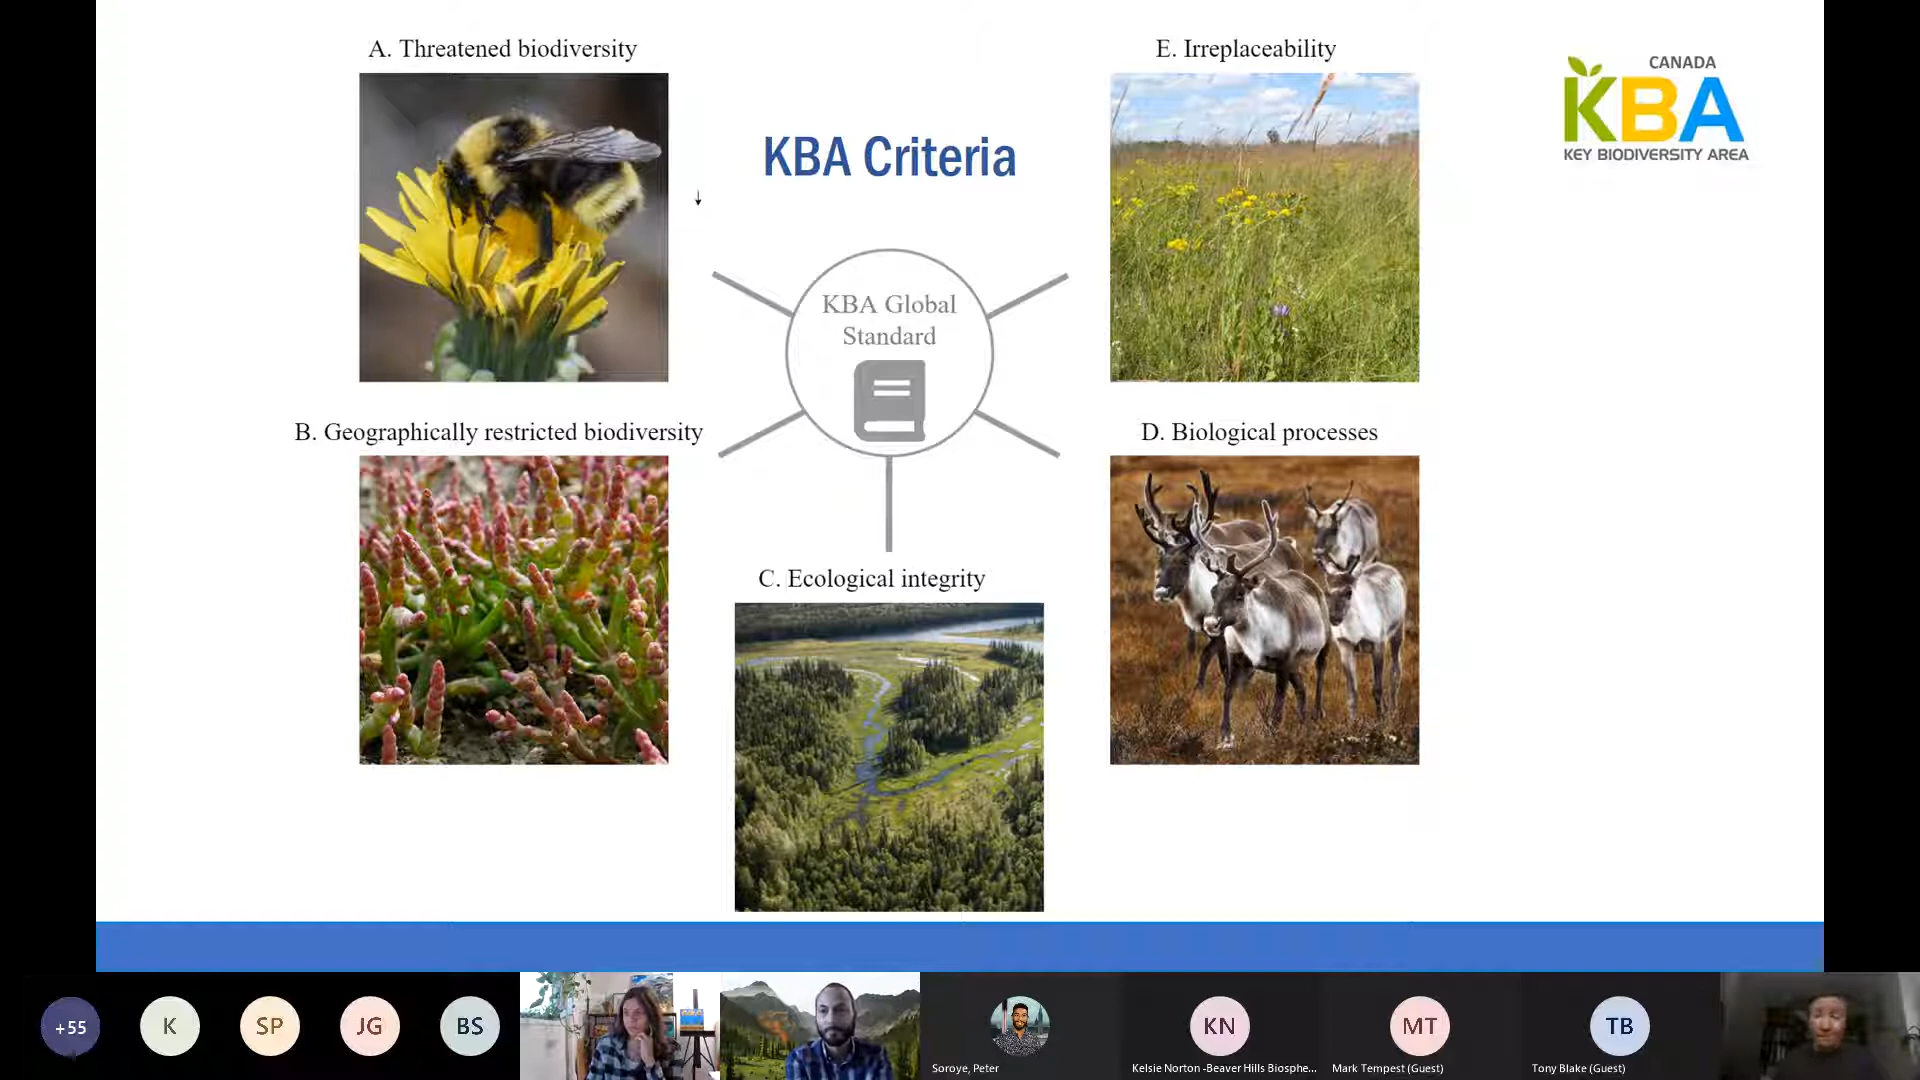 A. Threatened biodiversity
E. Irreplaceability
CANADA
KBA
KEY BIODIVERSITY AREA
KBA Criteria
KBA Global
Standard
B. Geographically restricted biodiversity
D. Biological processes
C. Ecological integrity
+55
K
SP
JG
BS
Soroye, Peter
KN
Kelsie Norton -Beaver Hills Biosphe...
MT
Mark Tempest (Guest)
TB
Tony Blake (Guest)